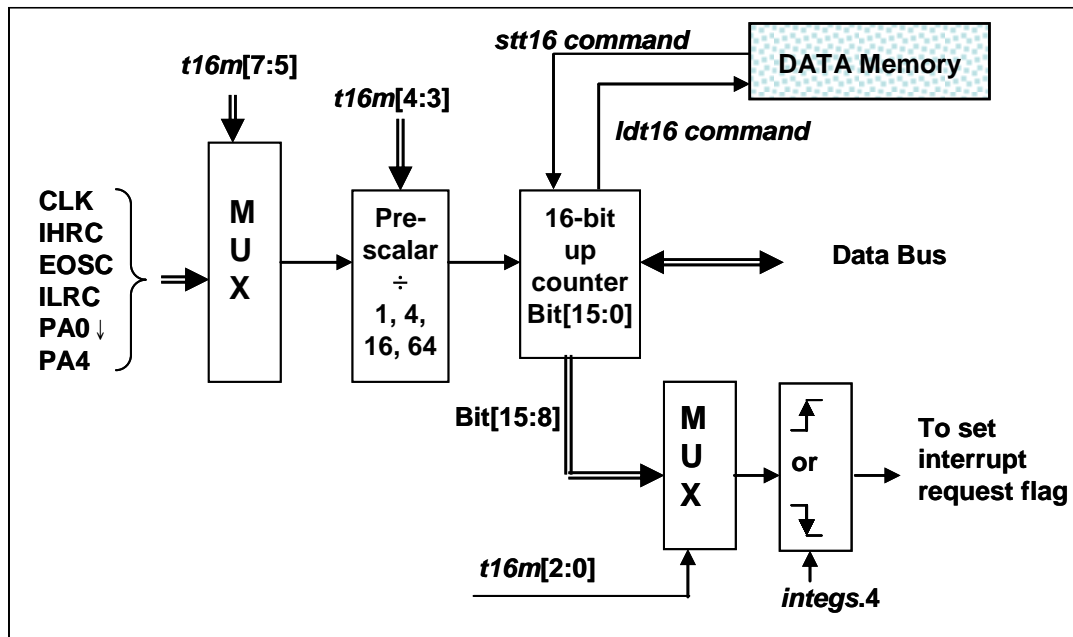 stt16 command
DATA Memory
t16m[7:5]
t16m[4:3]
ldt16 command
CLK
IHRC
EOSC
ILRC
PA0↓
PA4
M
U
X
Pre-
scalar
÷
1, 4,
16, 64
16-bit
up
counter
Bit[15:0]
Data Bus
Bit[15:8]
M
U
X
or
To set
interrupt
request flag
t16m[2:0]
integs.4